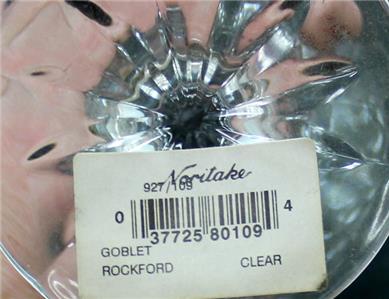 Noritake
927/109
0 37725 80109 4
GOBLET
ROCKFORD CLEAR